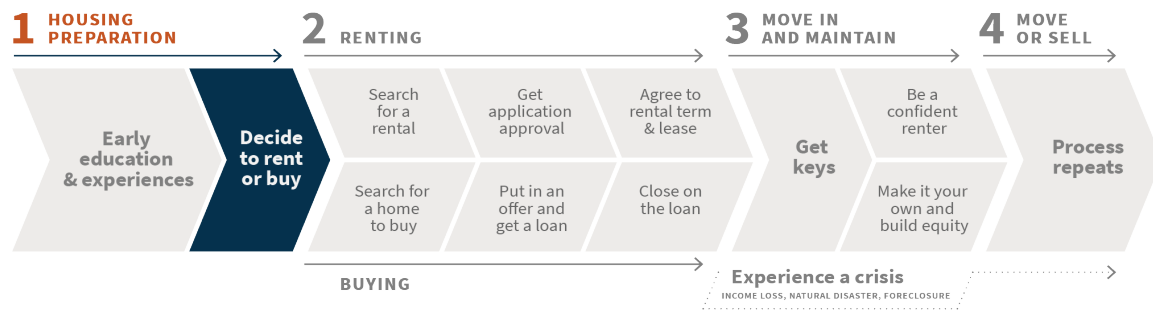 1 HOUSING
PREPARATION
2 RENTING
3 MOVE IN
AND MAINTAIN
4 MOVE
OR SELL
Early
education
& experiences
Decide
to rent
or buy
Search
for a
rental
Get
application
approval
Agree to
rental term
& lease
Search for
a home
to buy
Put in an
offer and
get a loan
Close on
the loan
Get
keys
Be a
confident
renter
Make it your
own and
build equity
Process
repeats
BUYING
Experience a crisis
INCOME LOSS, NATURAL DISASTER, FORECLOSURE